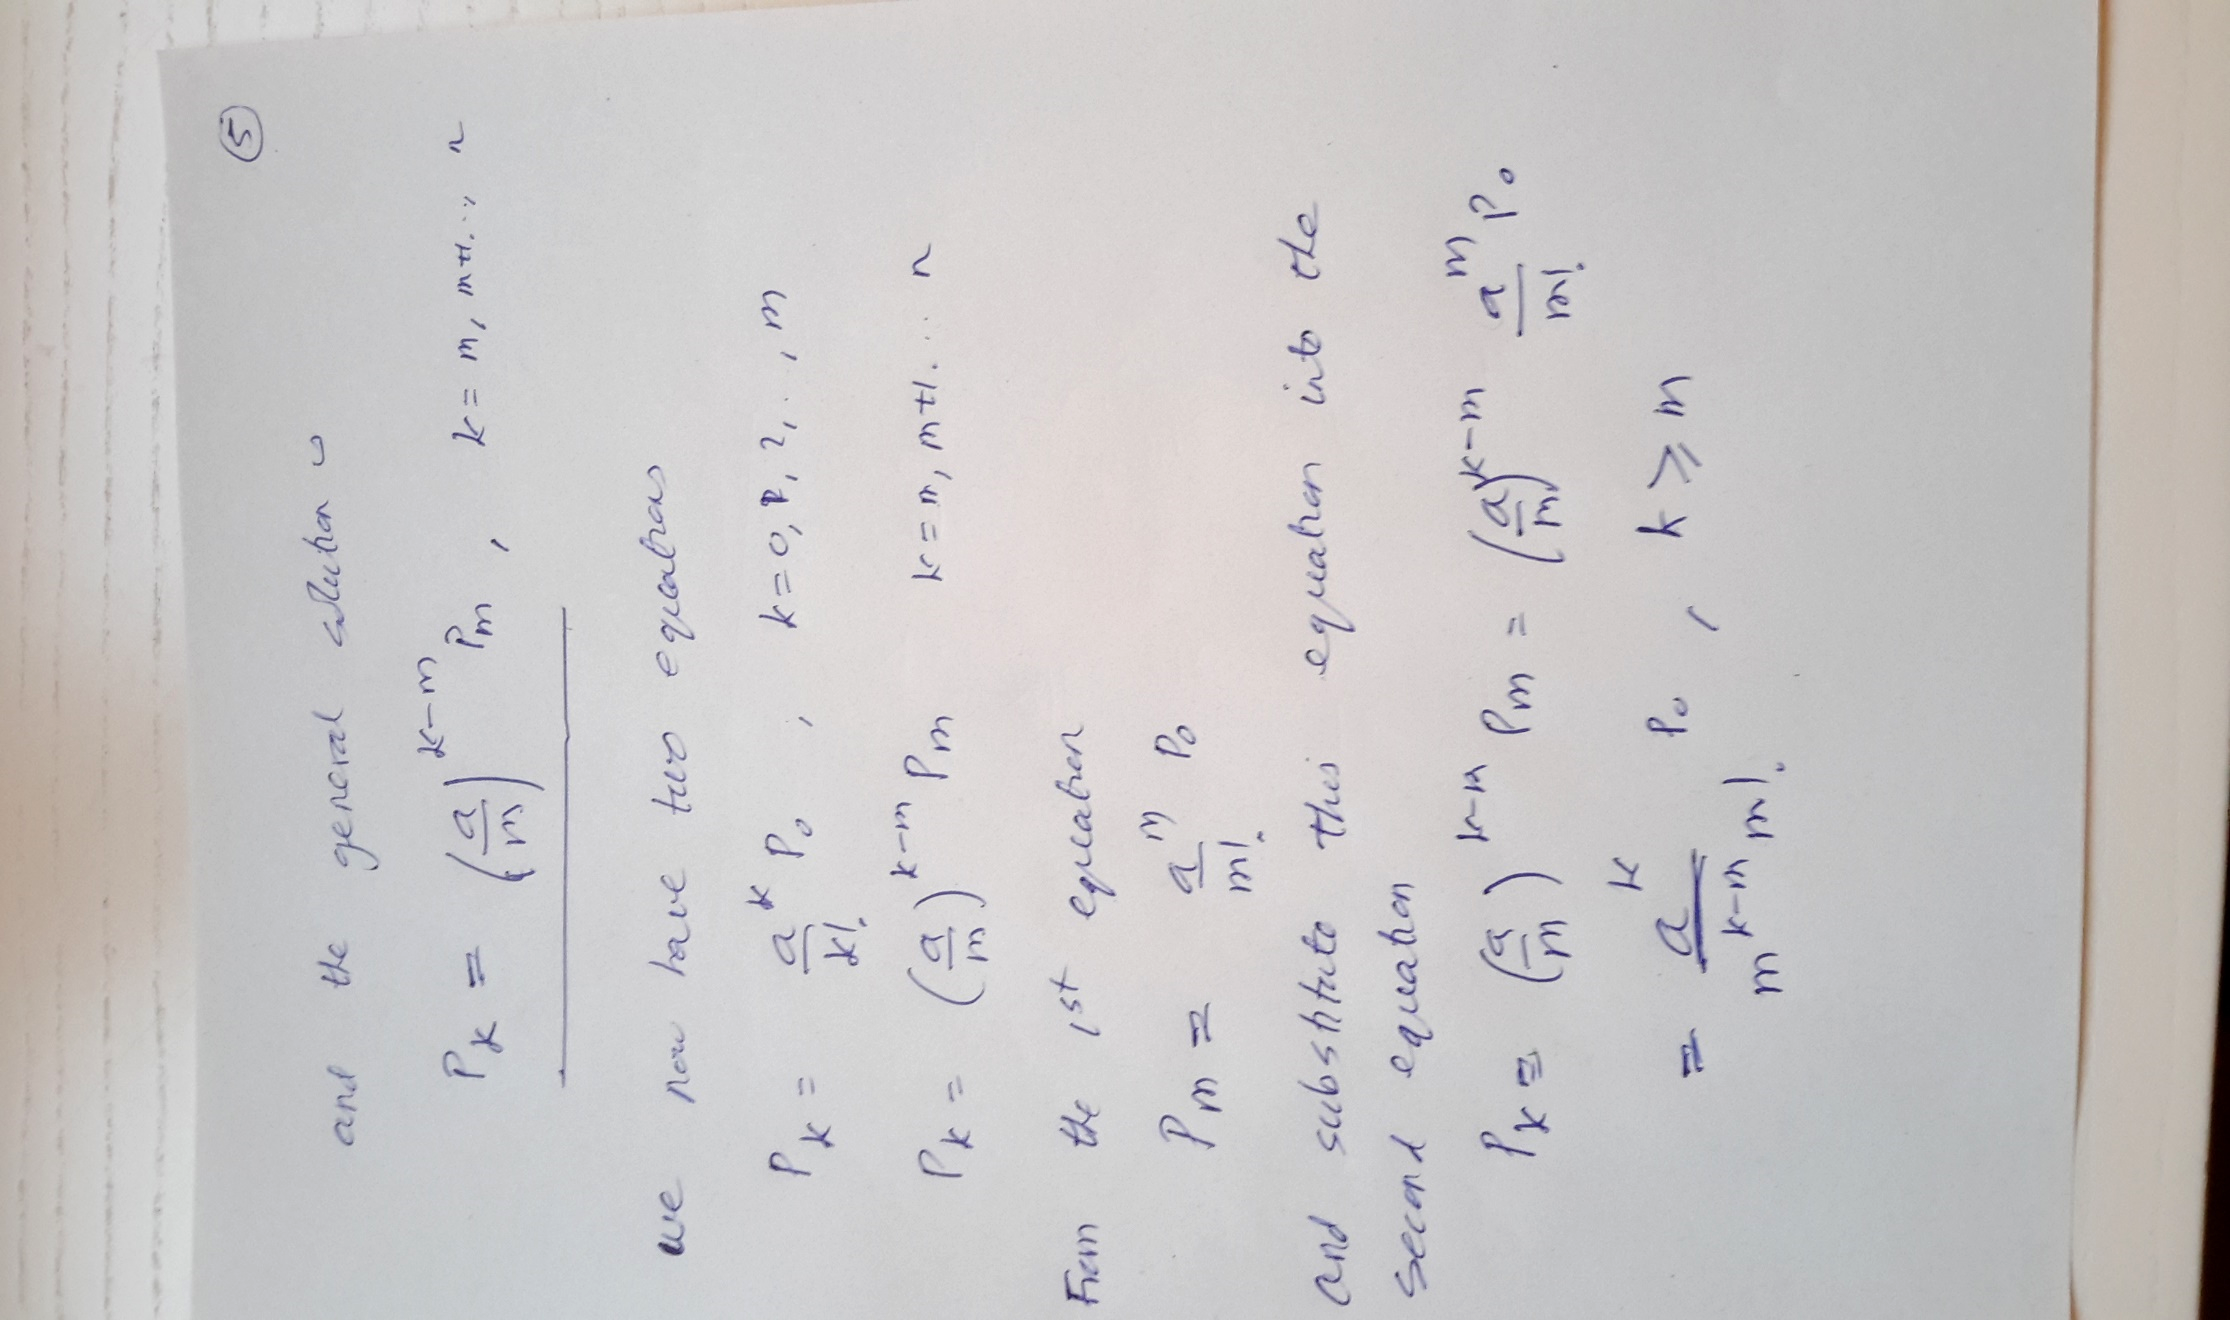 ⑤
and the general solution is
P_k = (a/m)^{k-m} P_m , k = m, m+1..., n
we now have two equations
P_k = a^k/k! P_0 , k = 0, 1, 2, ..., m
P_k = (a/m)^{k-m} P_m k = m, m+1.... n
From the 1st equation
P_m = a^m/m! P_0
and substitute this equation into the
second equation
P_k = (a/m)^{k-m} P_m = (a/m)^{k-m} a^m/m! P_0
= a^k/(m^{k-m} m!) P_0 , k ⩾ m